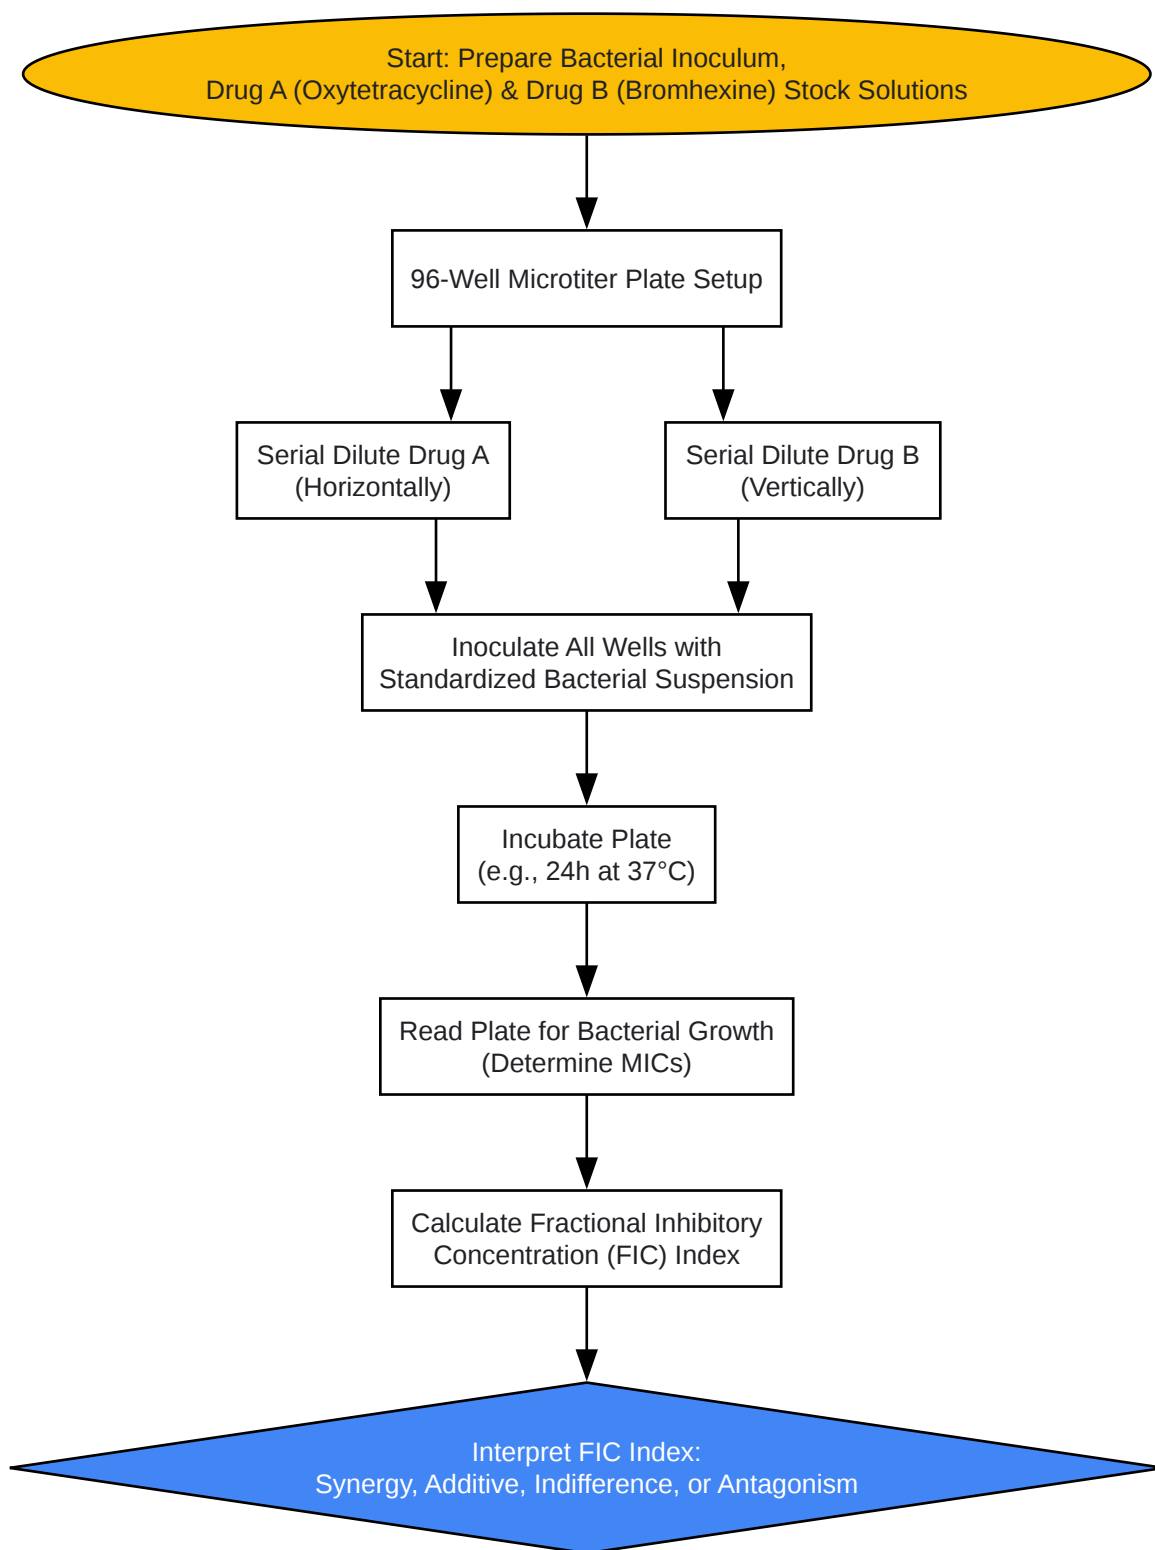 Start: Prepare Bacterial Inoculum,
Drug A (Oxytetracycline) & Drug B (Bromhexine) Stock Solutions
96-Well Microtiter Plate Setup
Serial Dilute Drug A
(Horizontally)
Serial Dilute Drug B
(Vertically)
Inoculate All Wells with
Standardized Bacterial Suspension
Incubate Plate
(e.g., 24h at 37°C)
Read Plate for Bacterial Growth
(Determine MICs)
Calculate Fractional Inhibitory
Concentration (FIC) Index
Interpret FIC Index:
Synergy, Additive, Indifference, or Antagonism